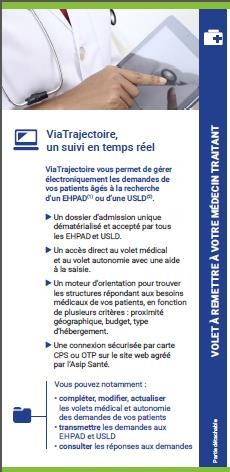 ViaTrajectoire,
un suivi en temps réel
ViaTrajectoire vous permet de gérer
électroniquement les demandes de
vos patients âgés à la recherche
d'un EHPAD(1) ou d'une USLD(2).
▶ Un dossier d'admission unique
dématérialisé et accepté par tous
les EHPAD et USLD.
▶ Un accès direct au volet médical
et au volet autonomie avec une aide
à la saisie.
▶ Un moteur d'orientation pour trouver
les structures répondant aux besoins
médicaux de vos patients, en fonction
de plusieurs critères : proximité
géographique, budget, type
d'hébergement.
▶ Une connexion sécurisée par carte
CPS ou OTP sur le site web agréé
par l'Asip Santé.
Vous pouvez notamment :
• compléter, modifier, actualiser
les volets médical et autonomie
des demandes de vos patients
• transmettre les demandes aux
EHPAD et USLD
• consulter les réponses aux demandes
VOLET À REMETTRE À VOTRE MÉDECIN TRAITANT
Partie détachable